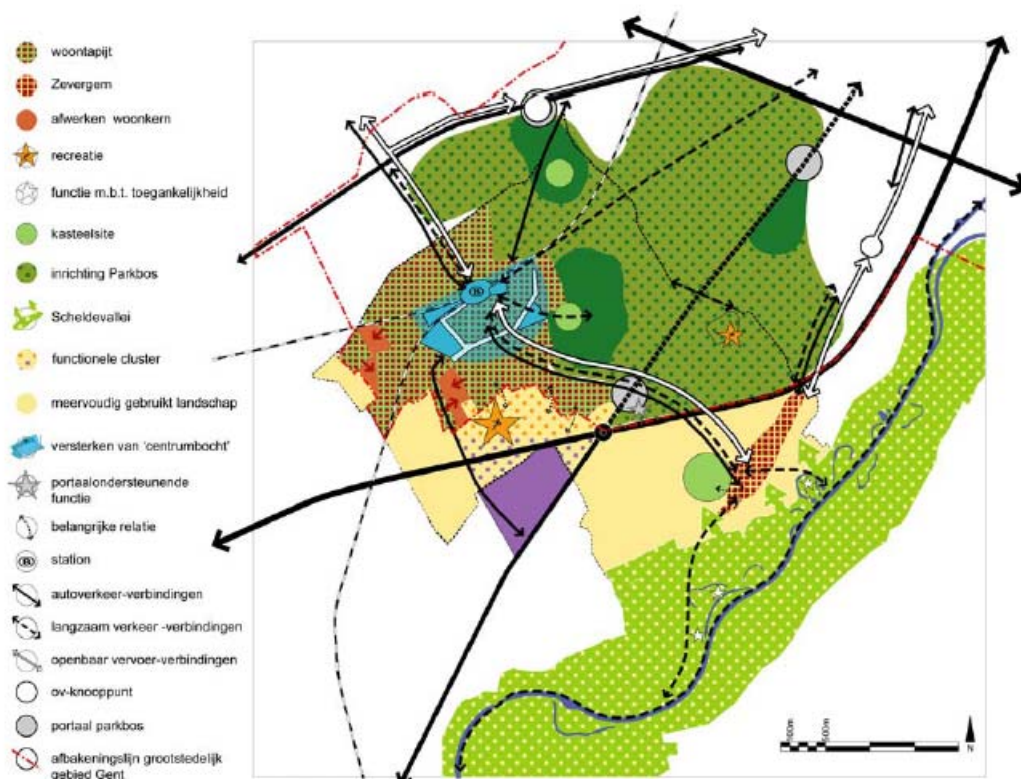 woontapijt
Zevergem
afwerken woonkern
recreatie
functie m.b.t. toegankelijkheid
kasteelsite
inrichting Parkbos
Scheldevallei
functionele cluster
meervoudig gebruikt landschap
versterken van 'centrumbocht'
portaalondersteunende
functie
belangrijke relatie
station
autoverkeer-verbindingen
langzaam verkeer -verbindingen
openbaar vervoer-verbindingen
ov-knooppunt
portaal parkbos
afbakeningslijn grootstedelijk
gebied Gent
B
N